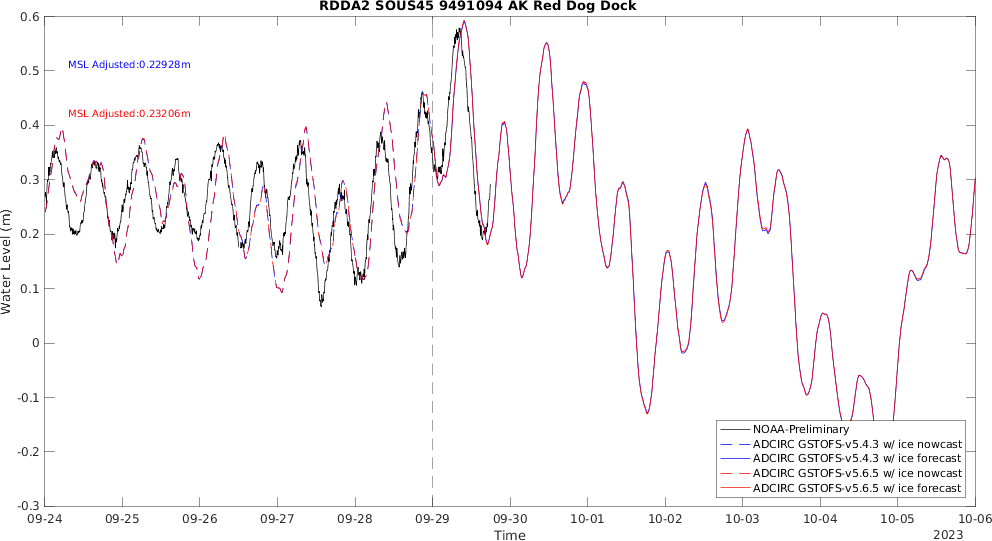 RDDA2 SOUS45 9491094 AK Red Dog Dock
0.6
0.5
0.4
0.3
0.2
0.1
0
-0.1
-0.2
-0.3
Water Level (m)
MSL Adjusted:0.22928m
MSL Adjusted:0.23206m
NOAA-Preliminary
ADCIRC GSTOFS-v5.4.3 w/ ice nowcast
ADCIRC GSTOFS-v5.4.3 w/ ice forecast
ADCIRC GSTOFS-v5.6.5 w/ ice nowcast
ADCIRC GSTOFS-v5.6.5 w/ ice forecast
09-24 09-25 09-26 09-27 09-28 09-29 09-30 10-01 10-02 10-03 10-04 10-05 10-06
Time
2023